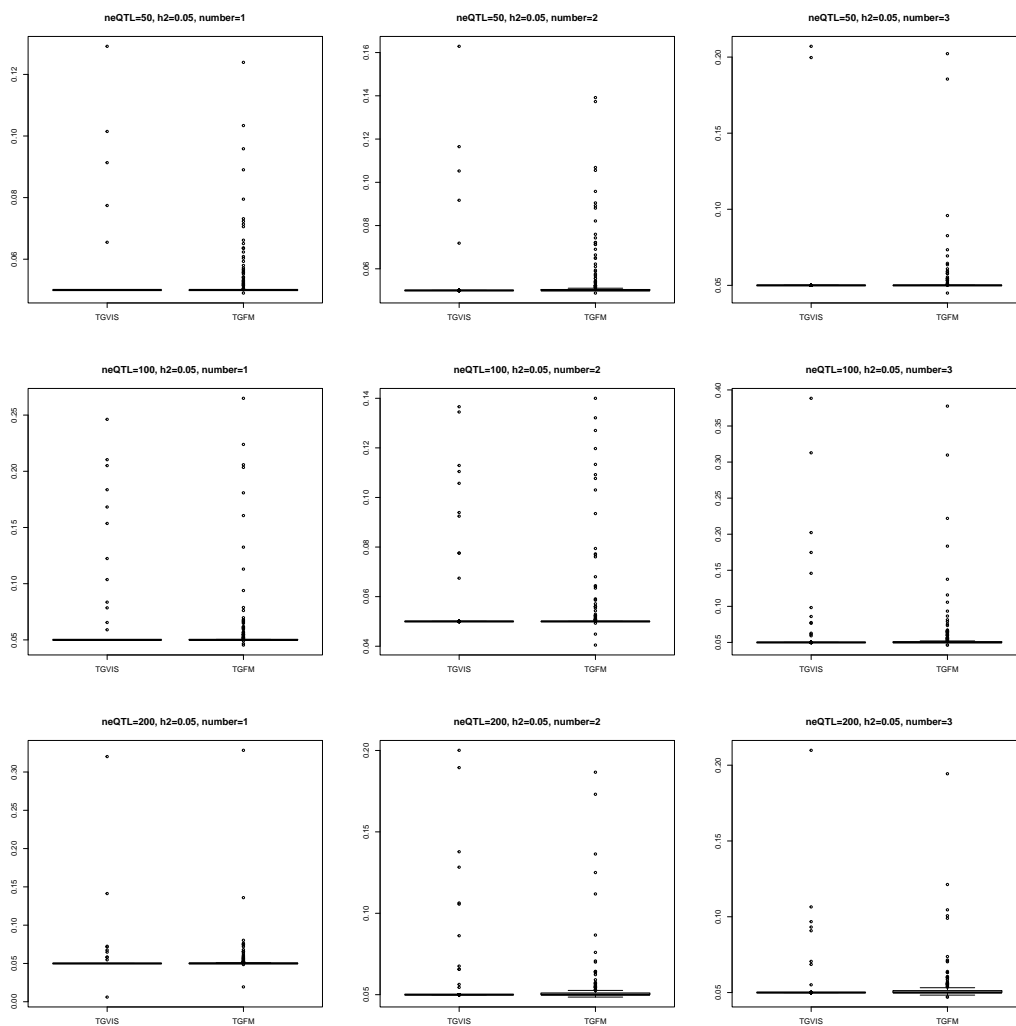 neQTL=50, h2=0.05, number=1
0.12
0.10
0.08
0.06
TGVIS TGFM
neQTL=50, h2=0.05, number=2
0.16
0.14
0.12
0.10
0.08
0.06
TGVIS TGFM
neQTL=50, h2=0.05, number=3
0.20
0.15
0.10
0.05
TGVIS TGFM
neQTL=100, h2=0.05, number=1
0.25
0.20
0.15
0.10
0.05
TGVIS TGFM
neQTL=100, h2=0.05, number=2
0.14
0.12
0.10
0.08
0.06
0.04
TGVIS TGFM
neQTL=100, h2=0.05, number=3
0.40
0.35
0.30
0.25
0.20
0.15
0.10
0.05
TGVIS TGFM
neQTL=200, h2=0.05, number=1
0.30
0.25
0.20
0.15
0.10
0.05
0.00
TGVIS TGFM
neQTL=200, h2=0.05, number=2
0.20
0.15
0.10
0.05
TGVIS TGFM
neQTL=200, h2=0.05, number=3
0.20
0.15
0.10
0.05
TGVIS TGFM